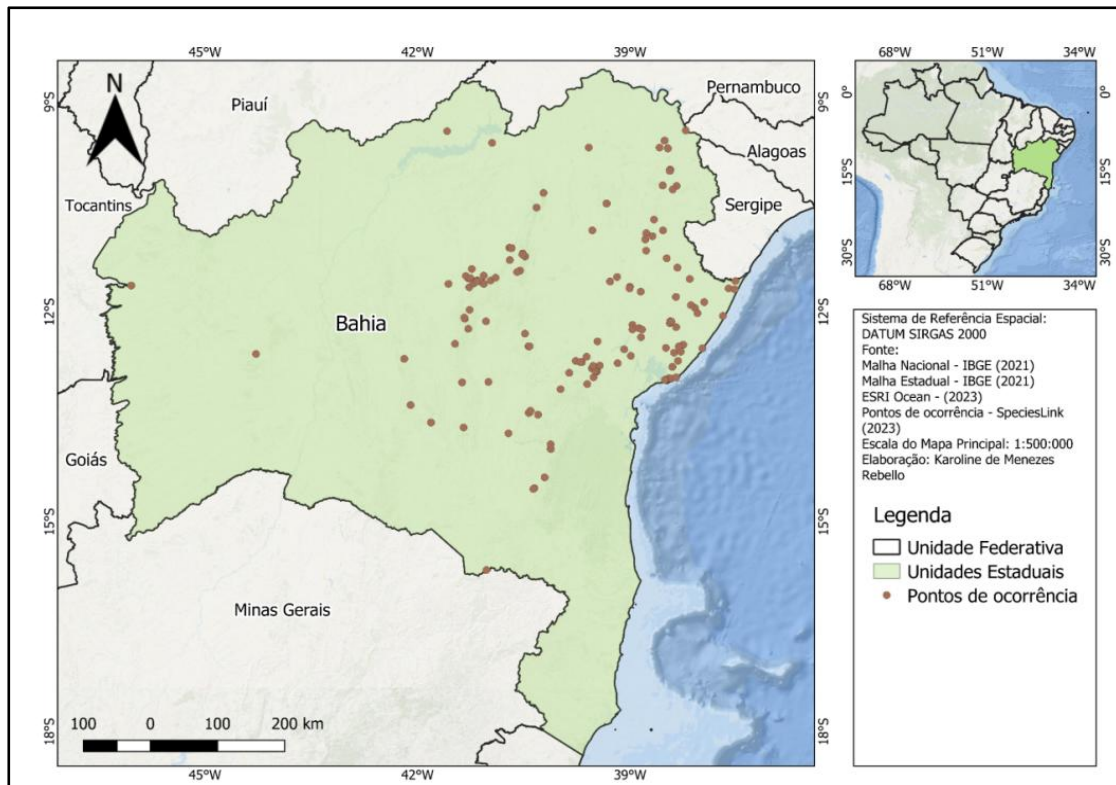 45°W 42°W 39°W
9°S 9°S
N
Piauí
Pernambuco
Alagoas
Tocantins
Sergipe
12°S 12°S
Bahia
Goiás
15°S 15°S
Minas Gerais
100 0 100 200 km
18°S 18°S
45°W 42°W 39°W
68°W 51°W 34°W
0° 0°
15°S 15°S
30°S 30°S
68°W 51°W 34°W
Sistema de Referência Espacial:
DATUM SIRGAS 2000
Fonte:
Malha Nacional - IBGE (2021)
Malha Estadual - IBGE (2021)
ESRI Ocean - (2023)
Pontos de ocorrência - SpeciesLink
(2023)
Escala do Mapa Principal: 1:500:000
Elaboração: Karoline de Menezes
Rebello
Legenda
Unidade Federativa
Unidades Estaduais
Pontos de ocorrência